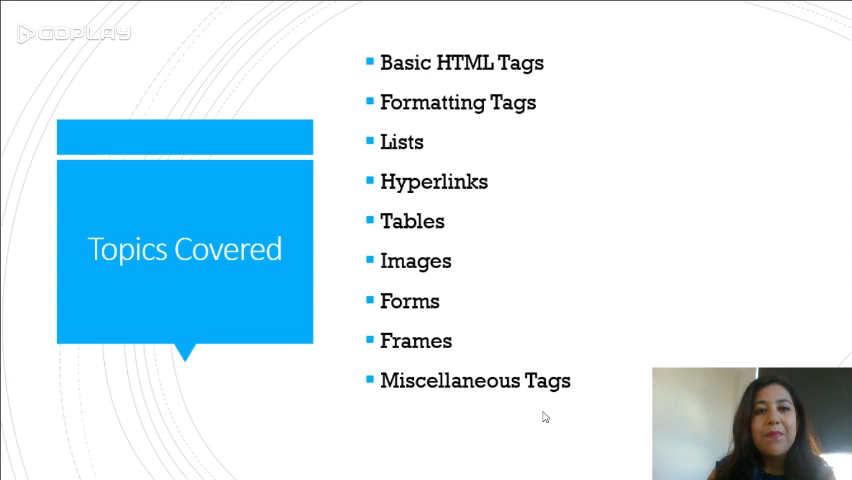 GOPLAY
Basic HTML Tags
Formatting Tags
Lists
Hyperlinks
Tables
Topics Covered
Images
Forms
Frames
Miscellaneous Tags